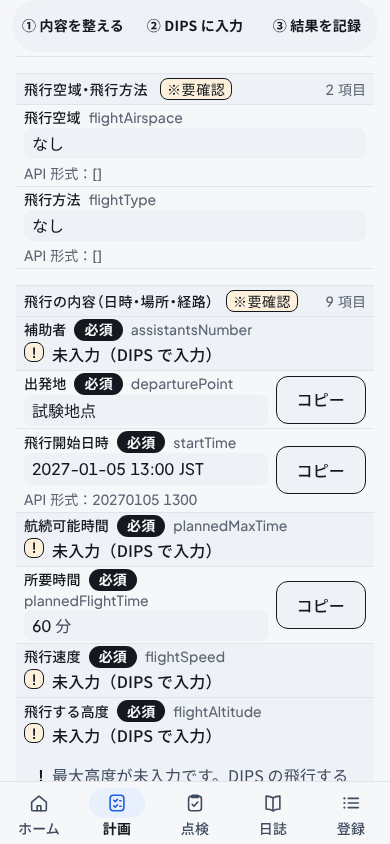 ① 内容を整える ② DIPS に入力 ③ 結果を記録
飛行空域・飛行方法 ※要確認 2 項目
飛行空域 flightAirspace
なし
API 形式：[]
飛行方法 flightType
なし
API 形式：[]
飛行の内容（日時・場所・経路） ※要確認 9 項目
補助者 必須 assistantsNumber
! 未入力（DIPS で入力）
出発地 必須 departurePoint
試験地点
コピー
飛行開始日時 必須 startTime
2027-01-05 13:00 JST
コピー
API 形式：20270105 1300
航続可能時間 必須 plannedMaxTime
! 未入力（DIPS で入力）
所要時間 必須
plannedFlightTime
60 分
コピー
飛行速度 必須 flightSpeed
! 未入力（DIPS で入力）
飛行する高度 必須 flightAltitude
! 未入力（DIPS で入力）
! 最大高度が未入力です。DIPS の飛行する
ホーム 計画 点検 日誌 登録